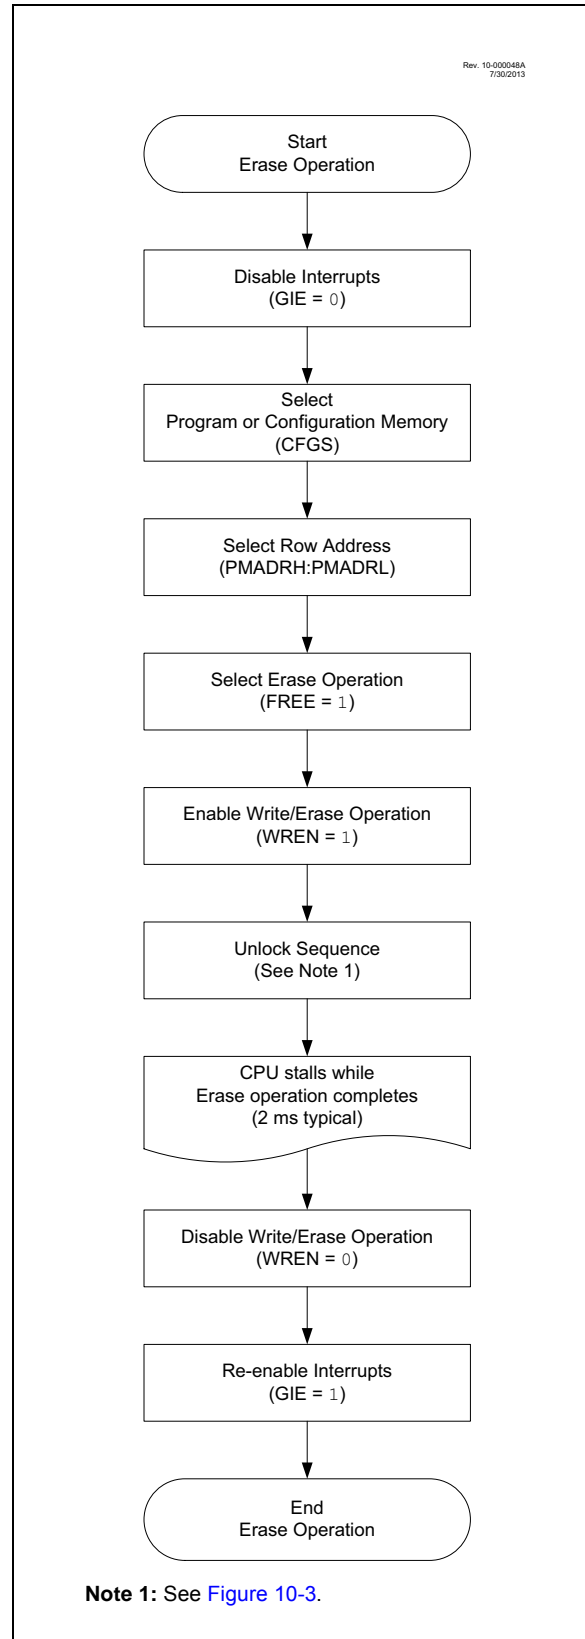 Rev. 10-000048A
7/30/2013
Start
Erase Operation
Disable Interrupts
(GIE = 0)
Select
Program or Configuration Memory
(CFGS)
Select Row Address
(PMADRH:PMADRL)
Select Erase Operation
(FREE = 1)
Enable Write/Erase Operation
(WREN = 1)
Unlock Sequence
(See Note 1)
CPU stalls while
Erase operation completes
(2 ms typical)
Disable Write/Erase Operation
(WREN = 0)
Re-enable Interrupts
(GIE = 1)
End
Erase Operation
Note 1: See Figure 10-3.